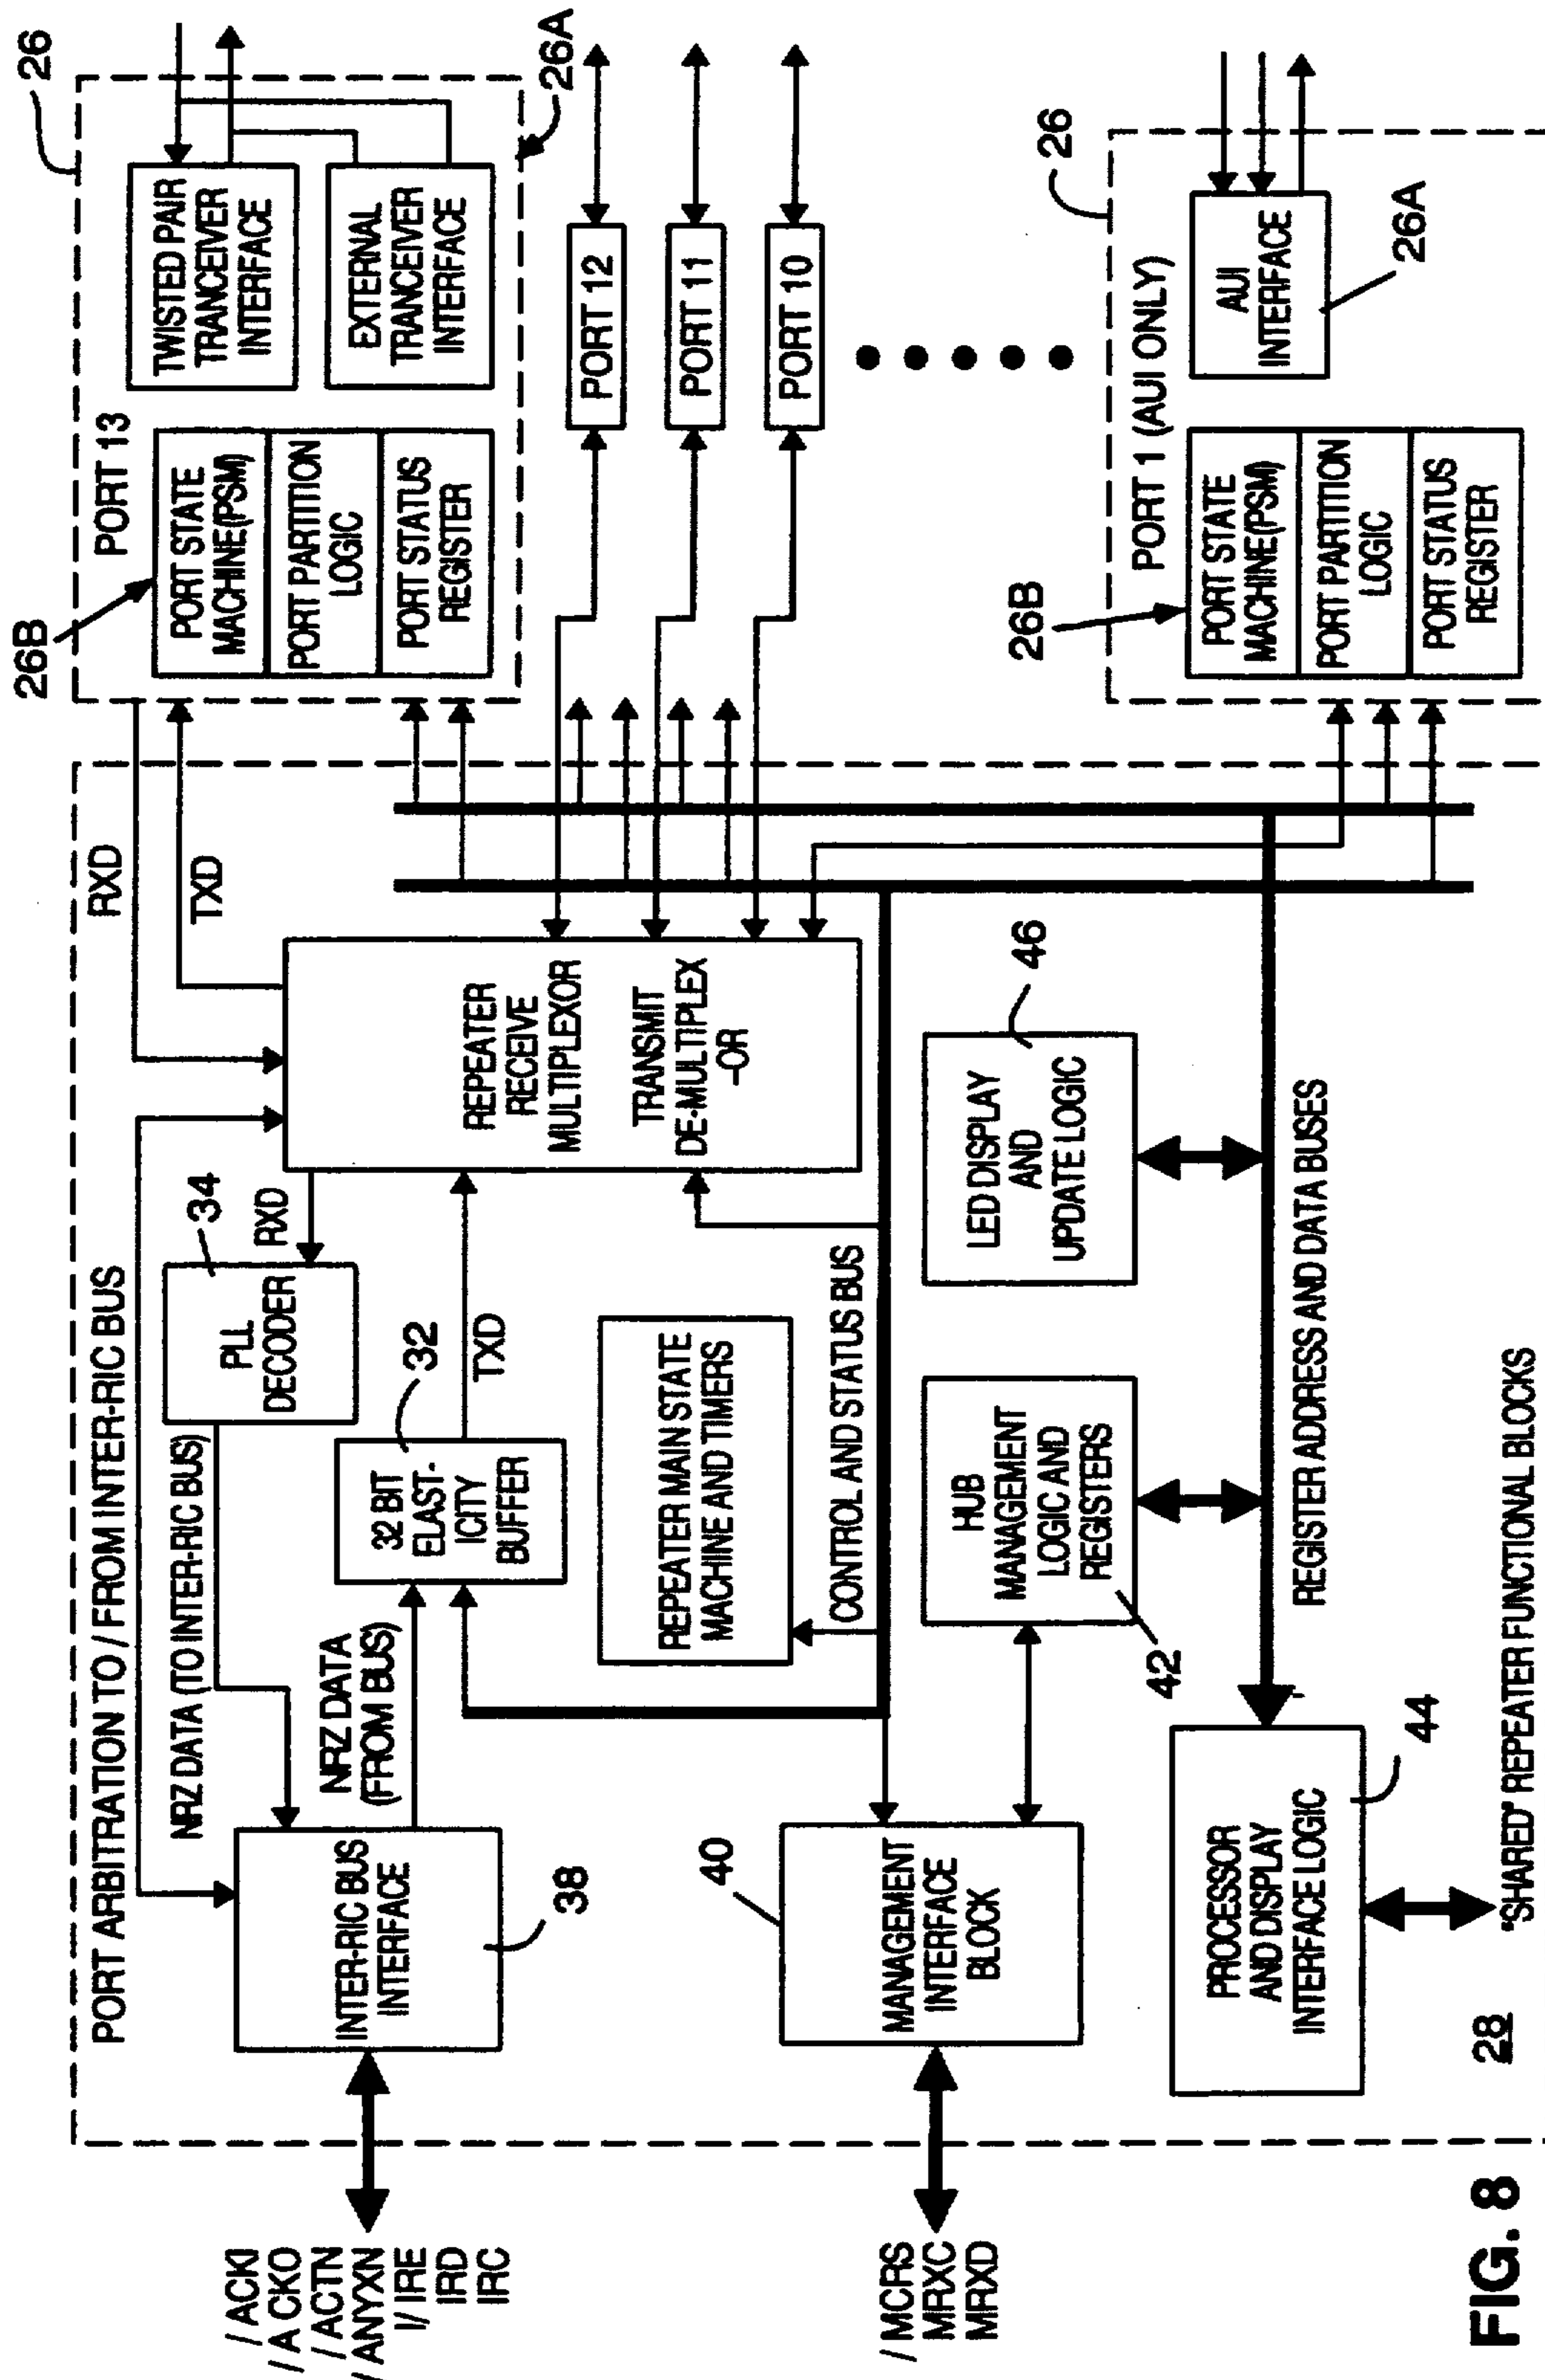 / ACKI
/ A CKO
/ ACTN
/ ANYXN
I/ IRE
IRD
IRC
/ MCRS
MRXC
MRXD
PORT ARBITRATION TO / FROM INTER-RIC BUS
NRZ DATA (TO INTER-RIC BUS)
INTER-RIC BUS
INTERFACE
38
NRZ DATA
(FROM BUS)
34
PLL
DECODER
RXD
32
32 BIT
ELAST-
ICITY
BUFFER
TXD
REPEATER MAIN STATE
MACHINE AND TIMERS
CONTROL AND STATUS BUS
REPEATER
RECEIVE
MULTIPLEXOR
TRANSMIT
DE-MULTIPLEX
-OR
RXD
TXD
40
MANAGEMENT
INTERFACE
BLOCK
HUB
MANAGEMENT
LOGIC AND
REGISTERS
42
LED DISPLAY
AND
UPDATE LOGIC
46
PROCESSOR
AND DISPLAY
INTERFACE LOGIC
44
REGISTER ADDRESS AND DATA BUSES
28
"SHARED" REPEATER FUNCTIONAL BLOCKS
26B
PORT 13
26
PORT STATE
MACHINE(PSM)
PORT PARTITION
LOGIC
PORT STATUS
REGISTER
TWISTED PAIR
TRANCEIVER
INTERFACE
EXTERNAL
TRANCEIVER
INTERFACE
26A
PORT 12
PORT 11
PORT 10
26B
PORT 1 (AUI ONLY)
26
PORT STATE
MACHINE(PSM)
PORT PARTITION
LOGIC
PORT STATUS
REGISTER
AUI
INTERFACE
26A
FIG. 8